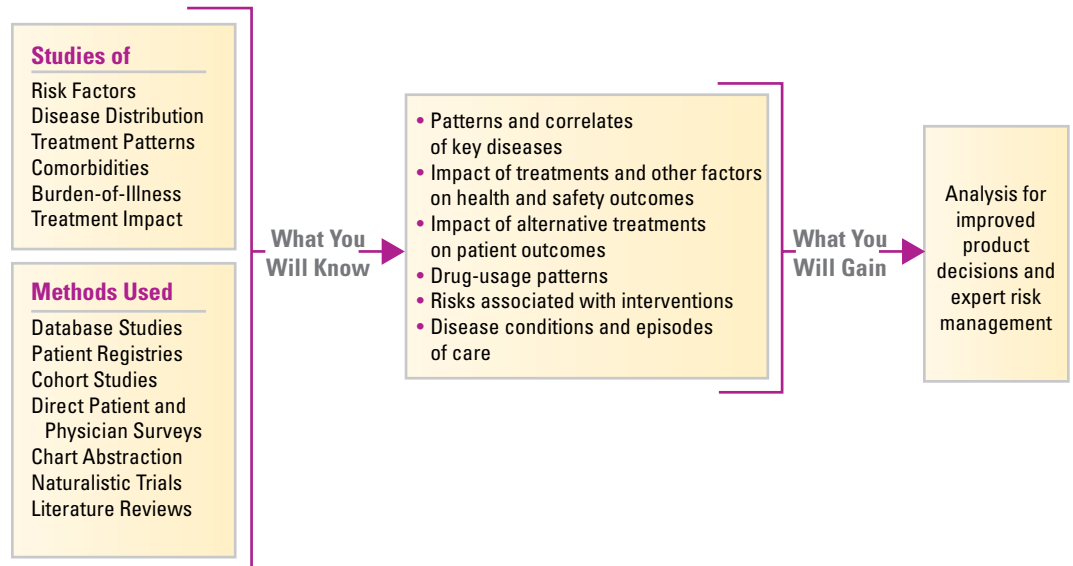 Studies of
Risk Factors
Disease Distribution
Treatment Patterns
Comorbidities
Burden-of-Illness
Treatment Impact
Methods Used
Database Studies
Patient Registries
Cohort Studies
Direct Patient and
Physician Surveys
Chart Abstraction
Naturalistic Trials
Literature Reviews
What You
Will Know
• Patterns and correlates
of key diseases
• Impact of treatments and other factors
on health and safety outcomes
• Impact of alternative treatments
on patient outcomes
• Drug-usage patterns
• Risks associated with interventions
• Disease conditions and episodes
of care
What You
Will Gain
Analysis for
improved
product
decisions and
expert risk
management